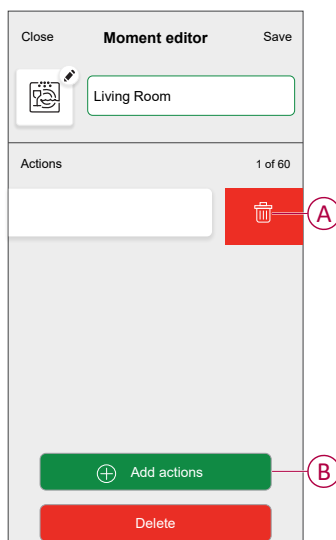 Close Moment editor Save
Living Room
Actions 1 of 60
A
Add actions B
Delete